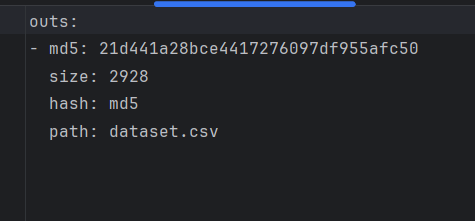 outs:
- md5: 21d441a28bce4417276097df955afc50
  size: 2928
  hash: md5
  path: dataset.csv